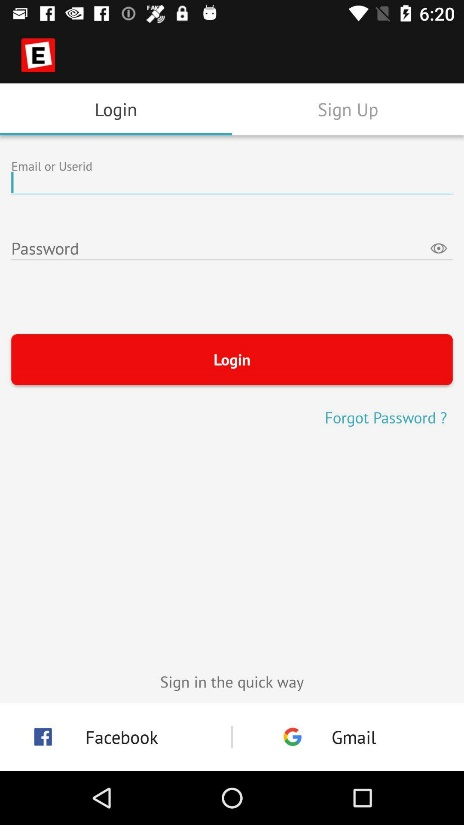 6:20
E
Login
Sign Up
Email or Userid
Password
Login
Forgot Password ?
Sign in the quick way
Facebook
Gmail